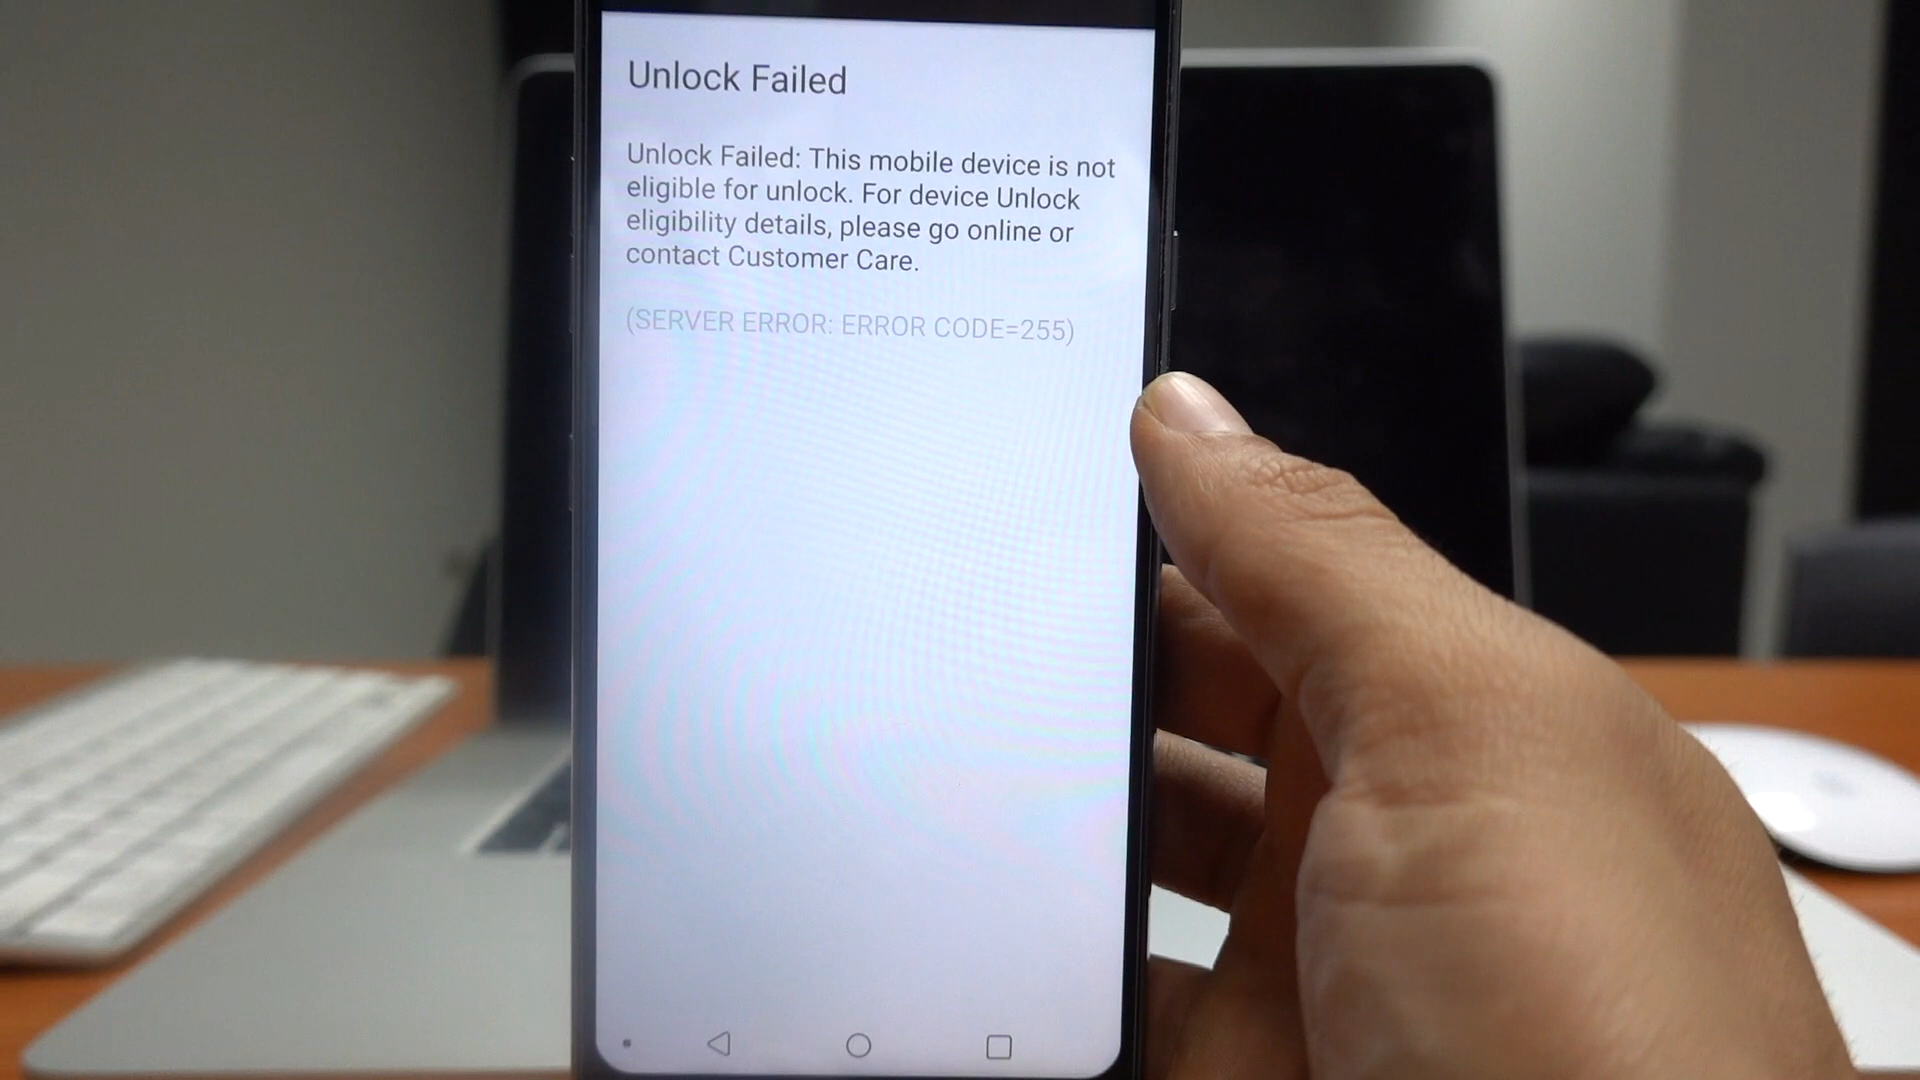 Unlock Failed
Unlock Failed: This mobile device is not
eligible for unlock. For device Unlock
eligibility details, please go online or
contact Customer Care.
(SERVER ERROR: ERROR CODE=255)